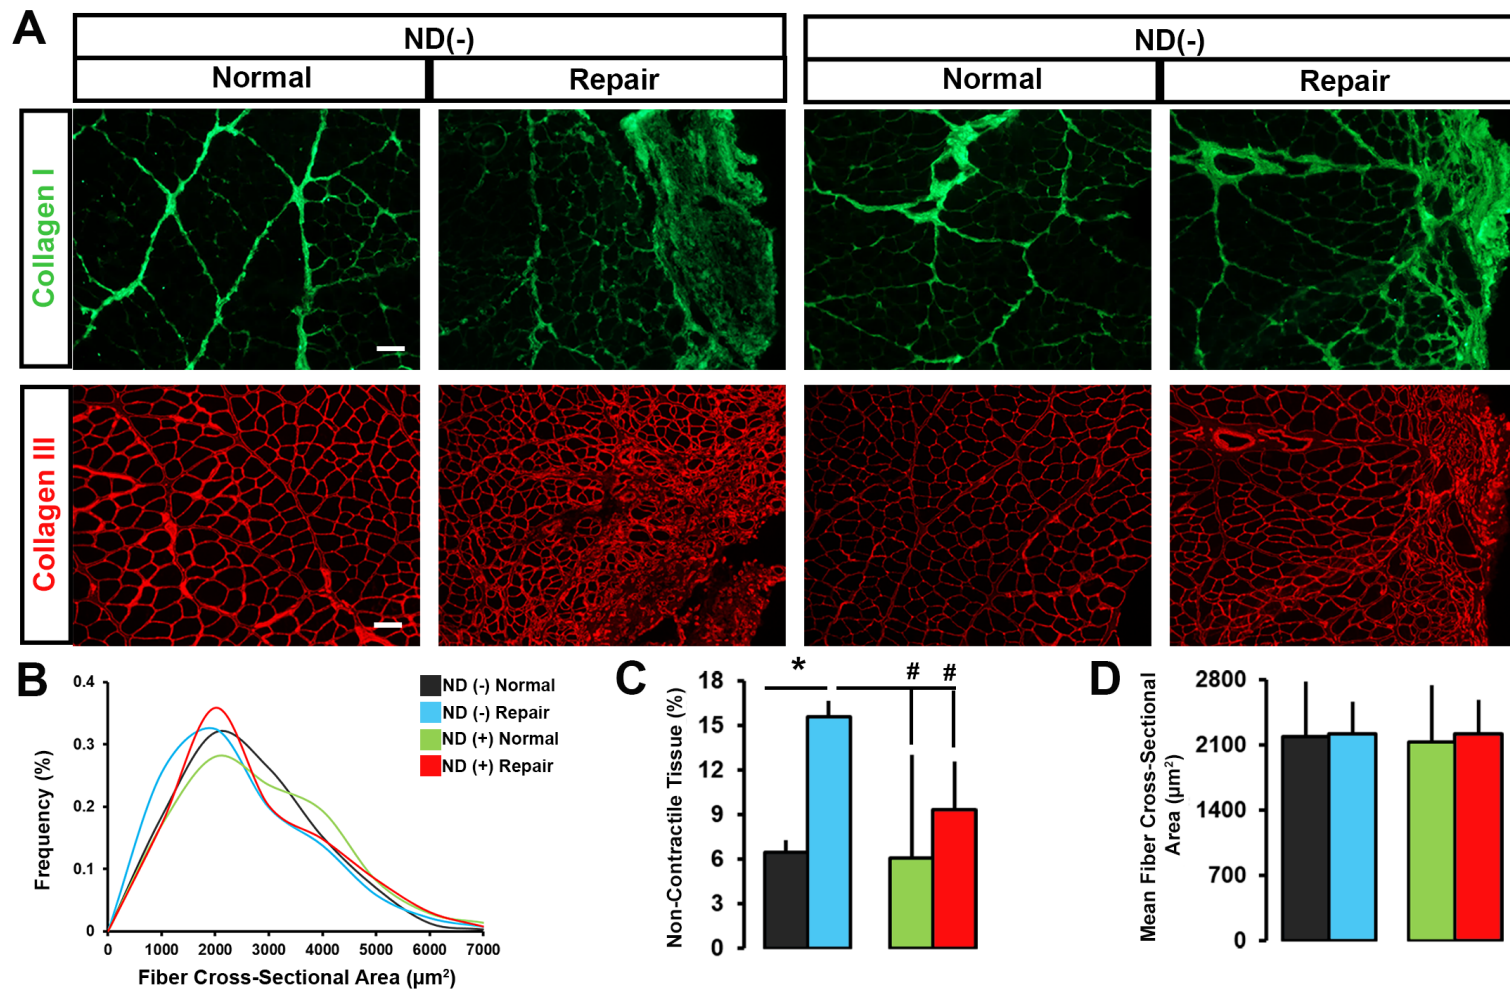 A
ND(-)
ND(-)
Normal
Repair
Normal
Repair
Collagen I
Collagen III
B
Frequency (%)
0.4
0.3
0.2
0.1
0
0 1000 2000 3000 4000 5000 6000 7000
Fiber Cross-Sectional Area (μm²)
ND (-) Normal
ND (-) Repair
ND (+) Normal
ND (+) Repair
C
Non-Contractile Tissue (%)
18
15
12
9
6
3
0
*
#
#
D
Mean Fiber Cross-Sectional
Area (μm²)
2800
2100
1400
700
0